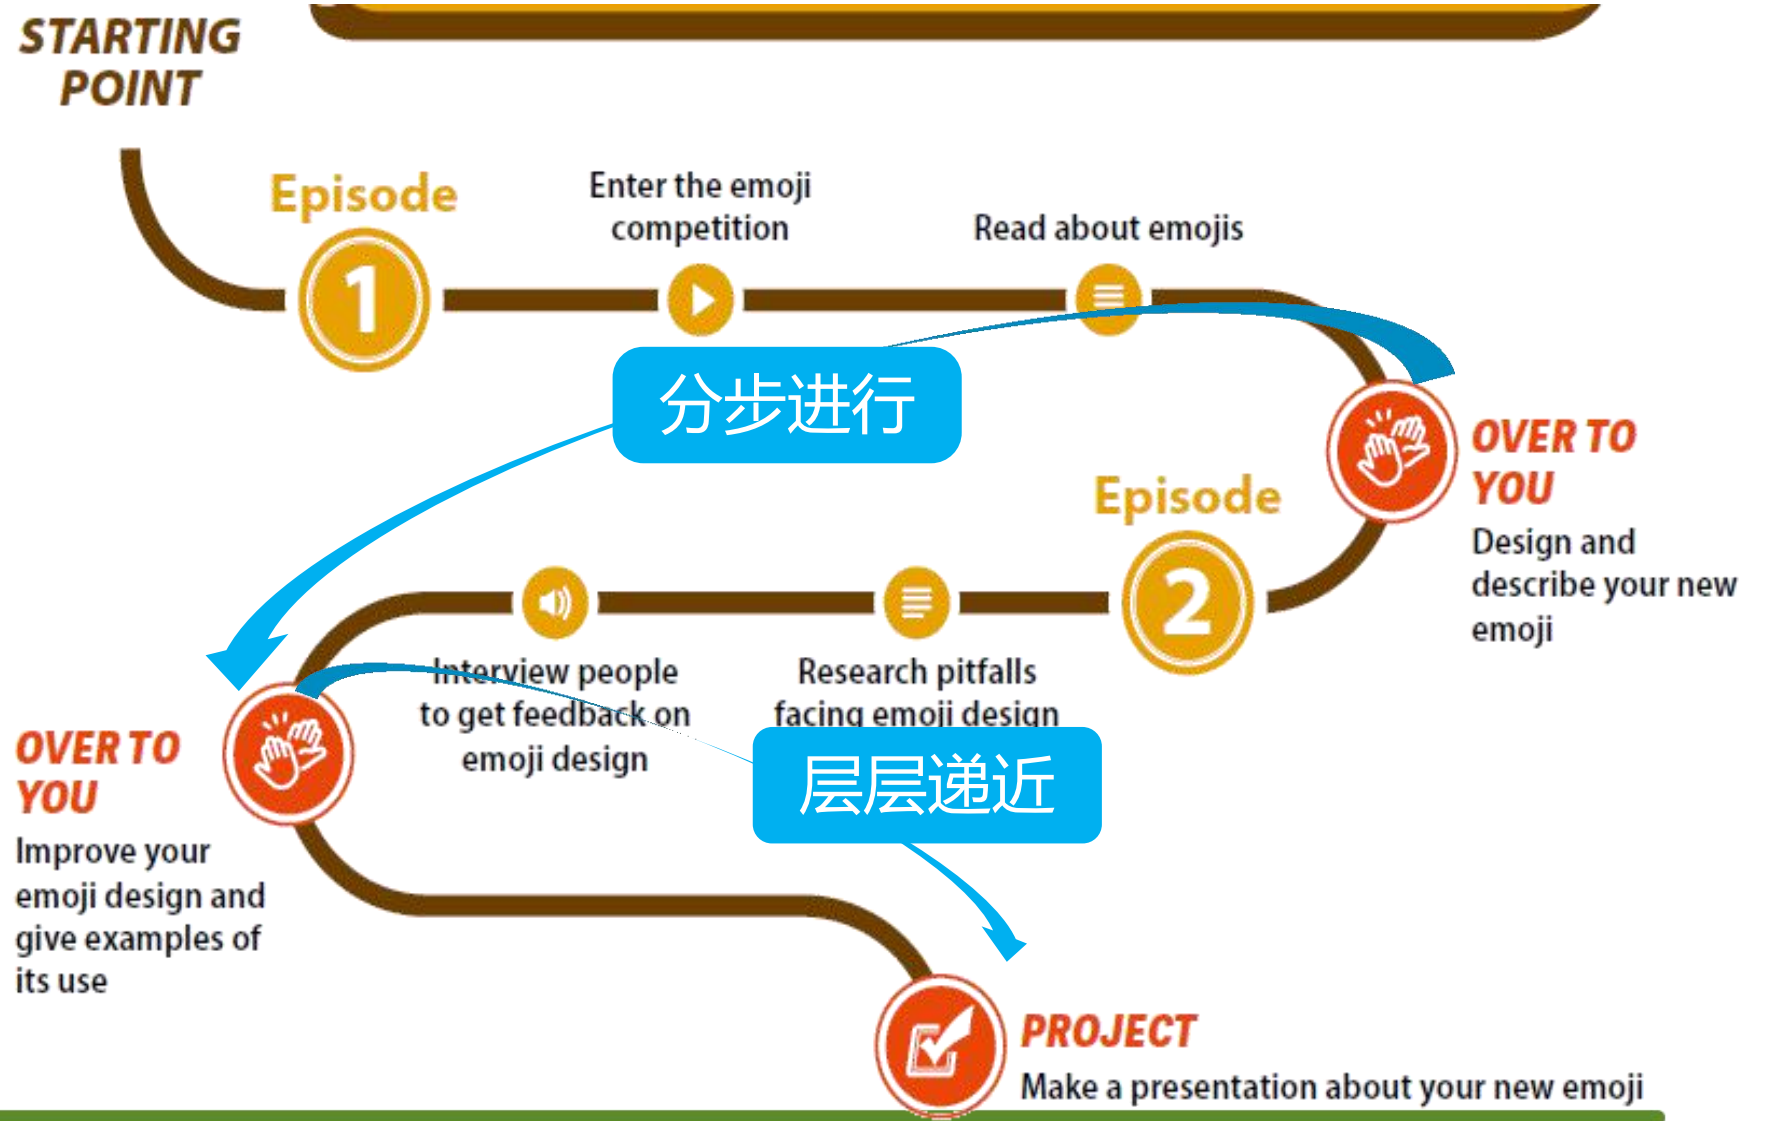 STARTING
POINT
Episode
1
Enter the emoji
competition
Read about emojis
分步进行
OVER TO
YOU
Design and
describe your new
emoji
Episode
2
Research pitfalls
facing emoji design
Interview people
to get feedback on
emoji design
层层递近
OVER TO
YOU
Improve your
emoji design and
give examples of
its use
PROJECT
Make a presentation about your new emoji